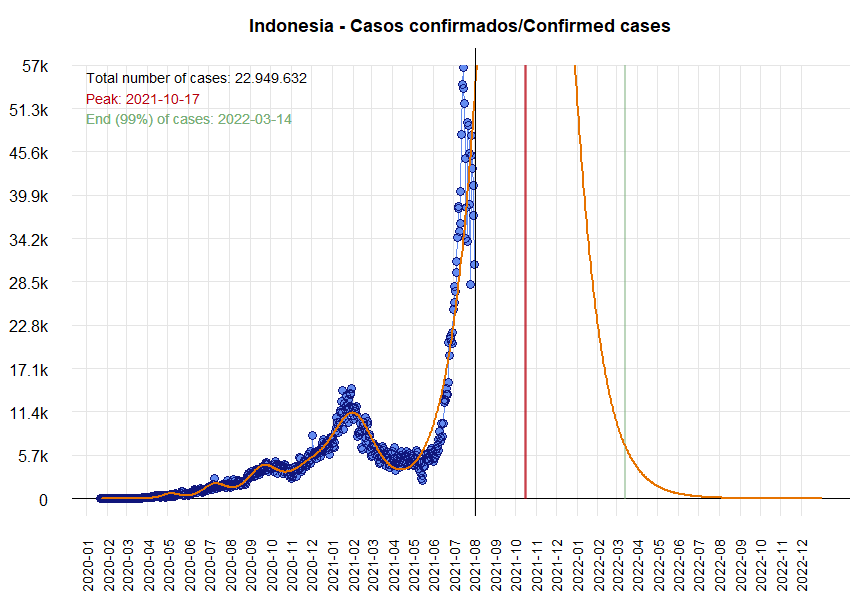 Indonesia - Casos confirmados/Confirmed cases
57k
51.3k
45.6k
39.9k
34.2k
28.5k
22.8k
17.1k
11.4k
5.7k
0
Total number of cases: 22.949.632
Peak: 2021-10-17
End (99%) of cases: 2022-03-14
2020-01
2020-02
2020-03
2020-04
2020-05
2020-06
2020-07
2020-08
2020-09
2020-10
2020-11
2020-12
2021-01
2021-02
2021-03
2021-04
2021-05
2021-06
2021-07
2021-08
2021-09
2021-10
2021-11
2021-12
2022-01
2022-02
2022-03
2022-04
2022-05
2022-06
2022-07
2022-08
2022-09
2022-10
2022-11
2022-12